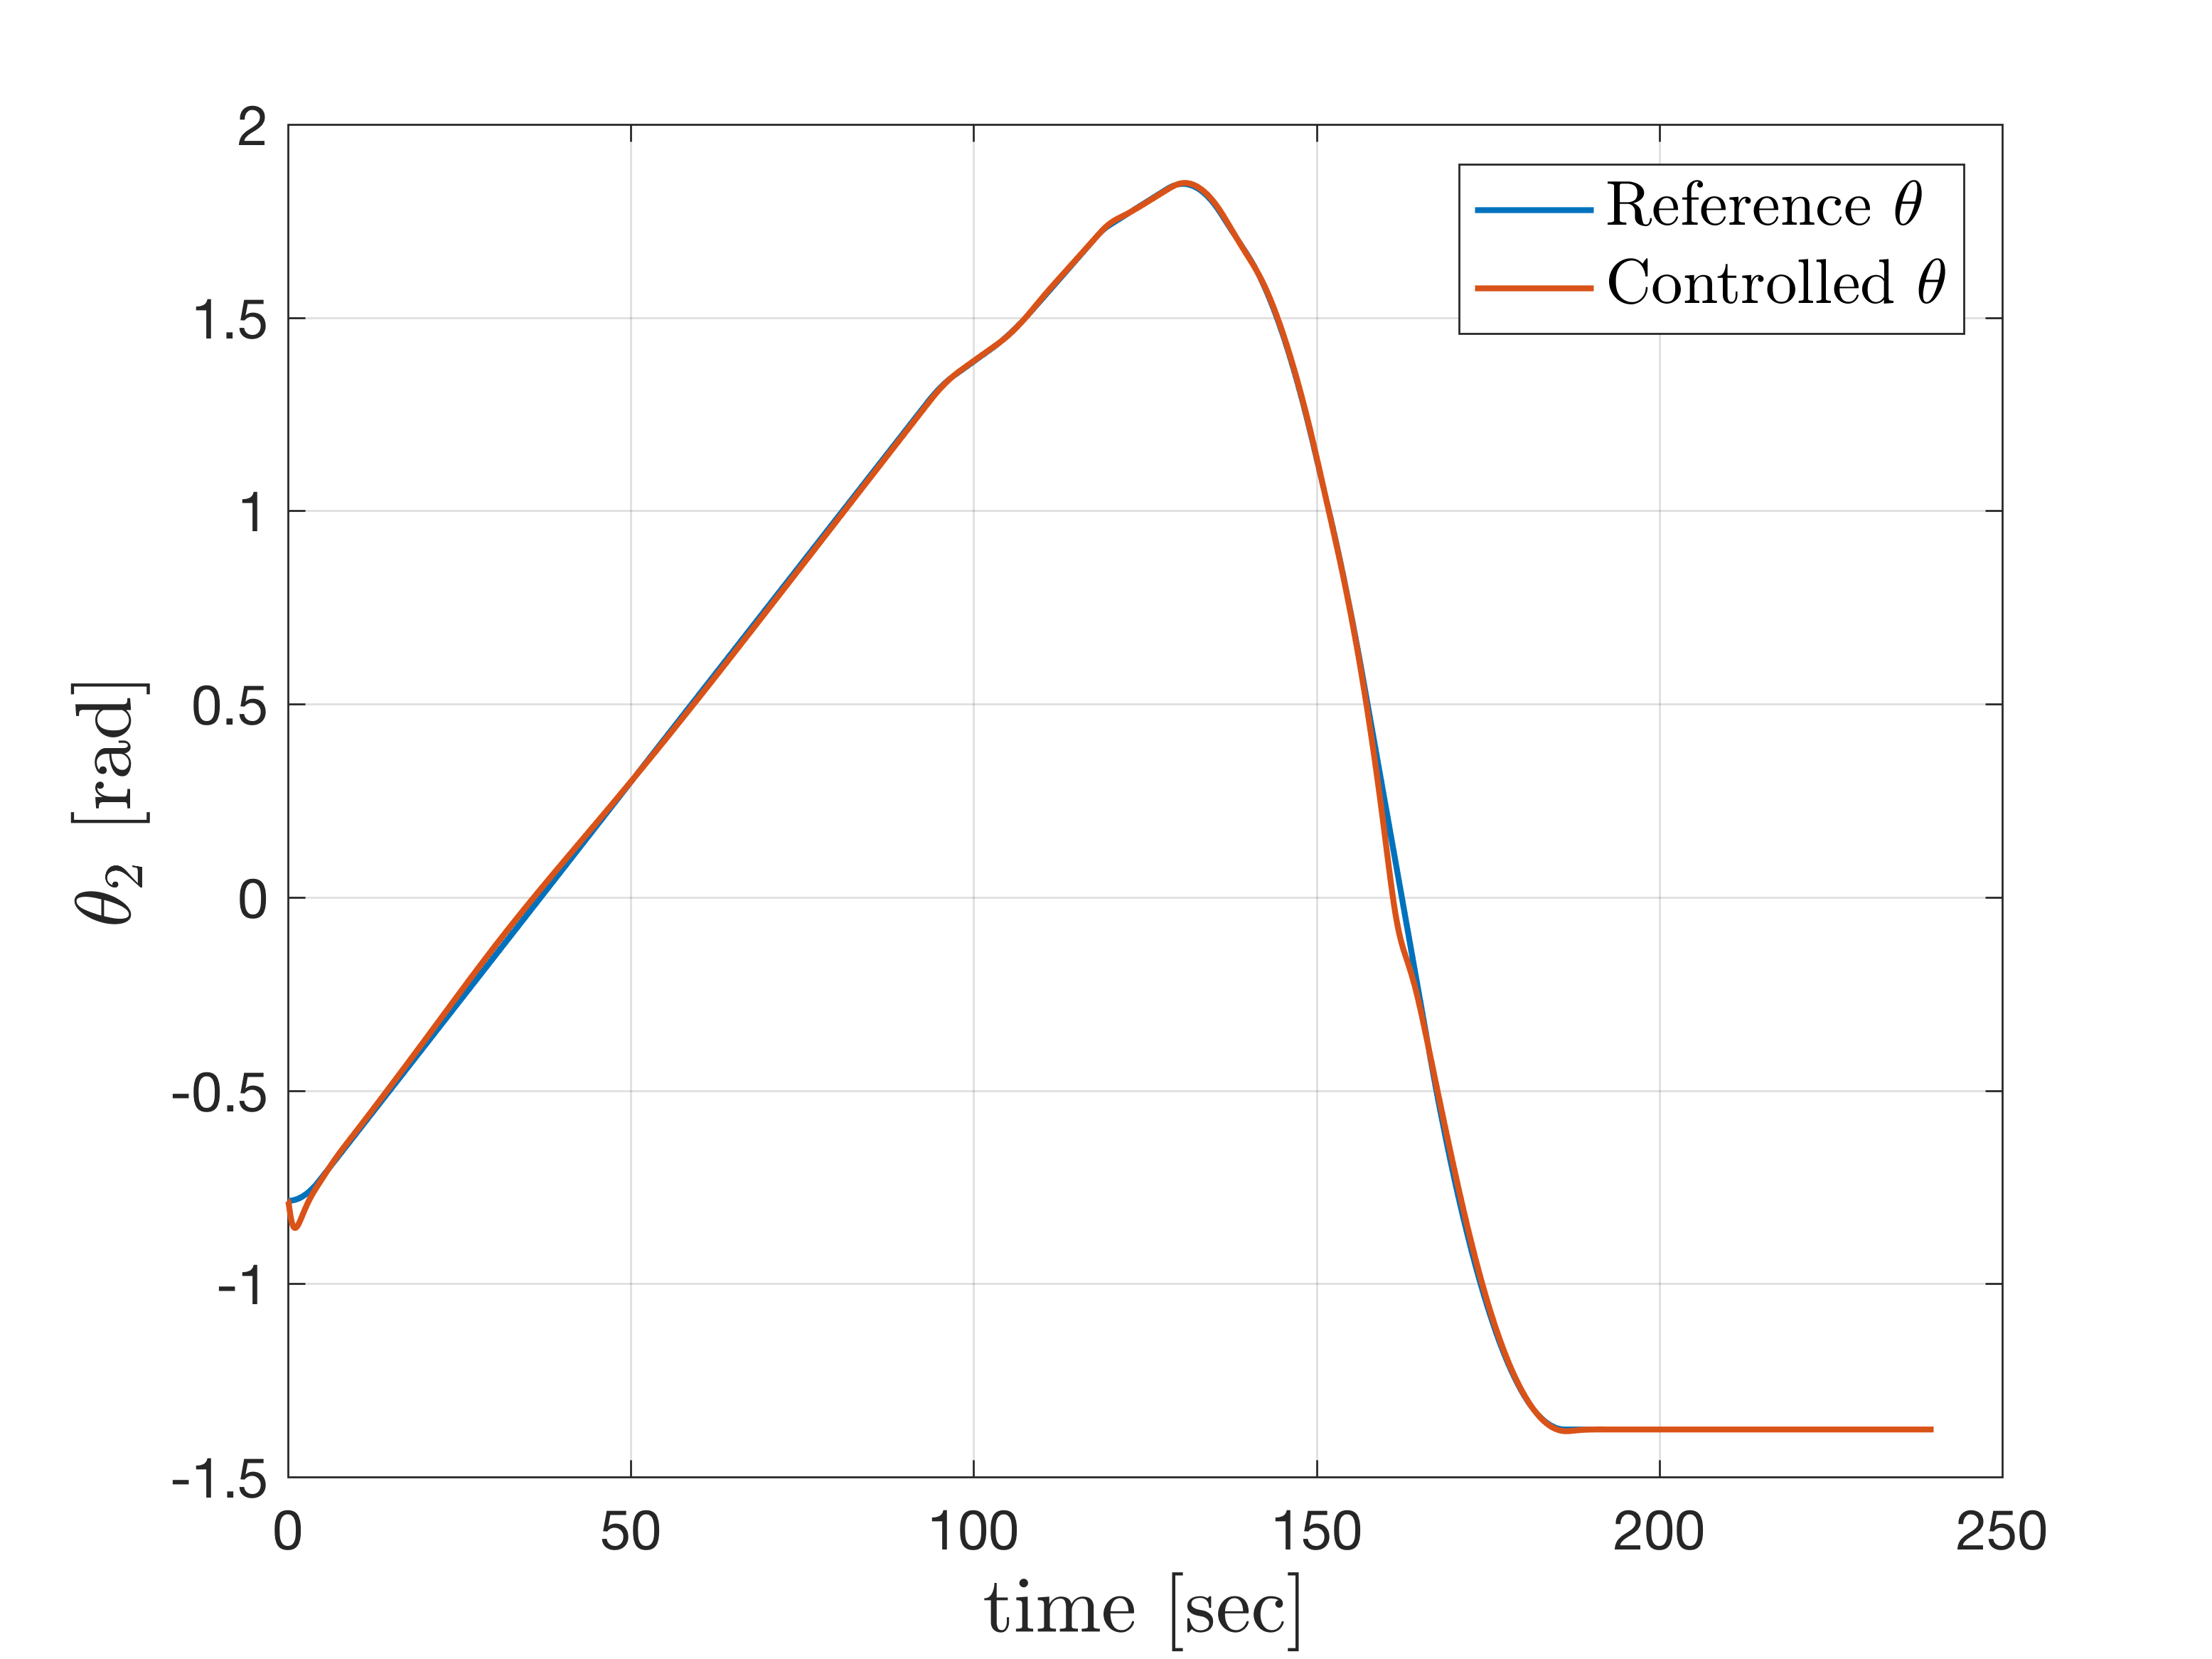 2
1.5
1
0.5
0
-0.5
-1
-1.5
θ₂ [rad]
Reference θ
Controlled θ
0 50 100 150 200 250
time [sec]